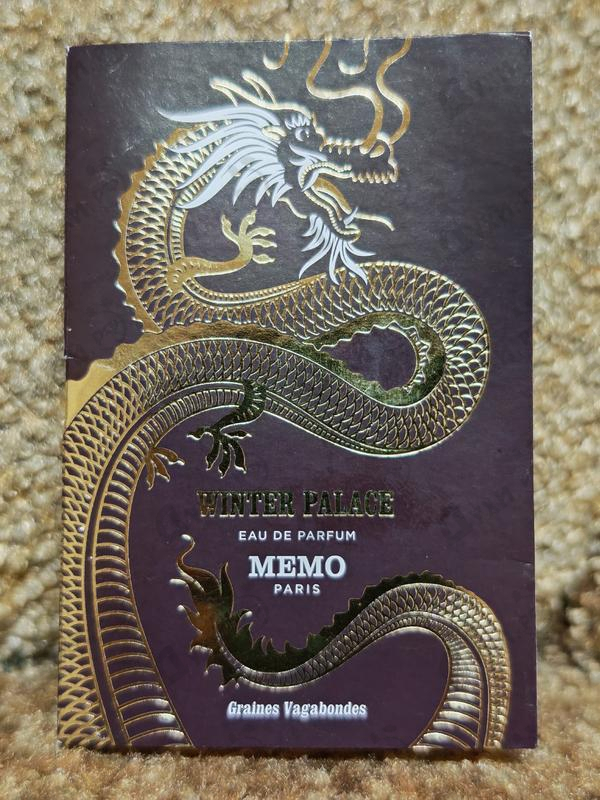 WINTER PALACE
EAU DE PARFUM
MEMO
PARIS
Graines Vagabondes